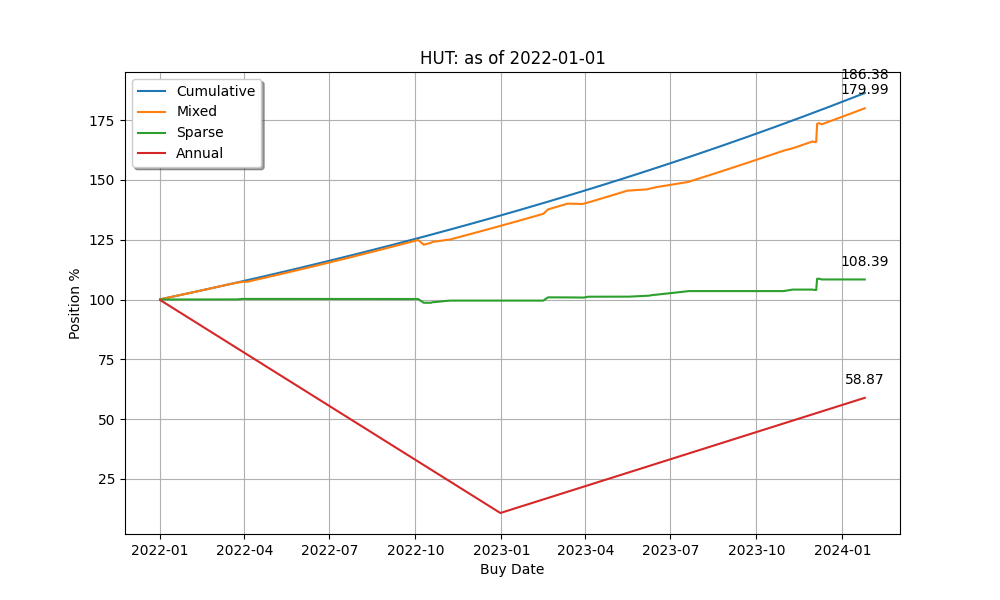 HUT: as of 2022-01-01
186.38
179.99
Cumulative
Mixed
Sparse
Annual
175
150
125
108.39
100
75
58.87
50
25
Position %
2022-01 2022-04 2022-07 2022-10 2023-01 2023-04 2023-07 2023-10 2024-01
Buy Date